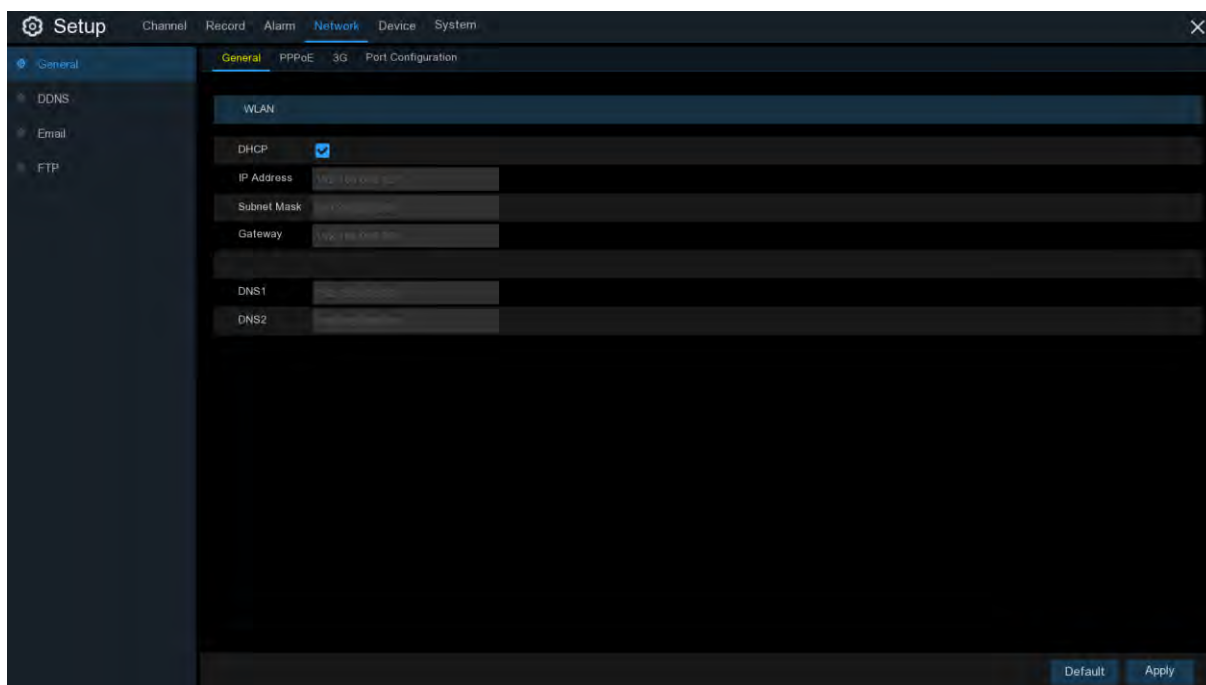 Setup Channel Record Alarm Network Device System
General PPPoE 3G Port Configuration
General
DDNS
Email
FTP
WLAN
DHCP
IP Address
Subnet Mask
Gateway
DNS1
DNS2
Default Apply